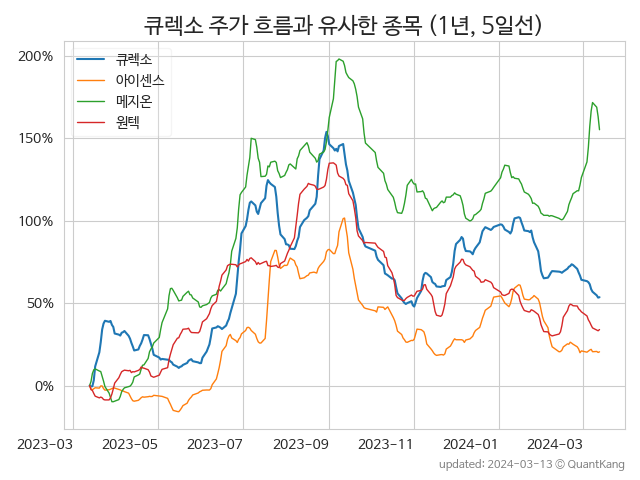 큐렉소 주가 흐름과 유사한 종목 (1년, 5일선)
큐렉소
아이센스
메지온
원텍
200%
150%
100%
50%
0%
2023-03 2023-05 2023-07 2023-09 2023-11 2024-01 2024-03
updated: 2024-03-13 © QuantKang